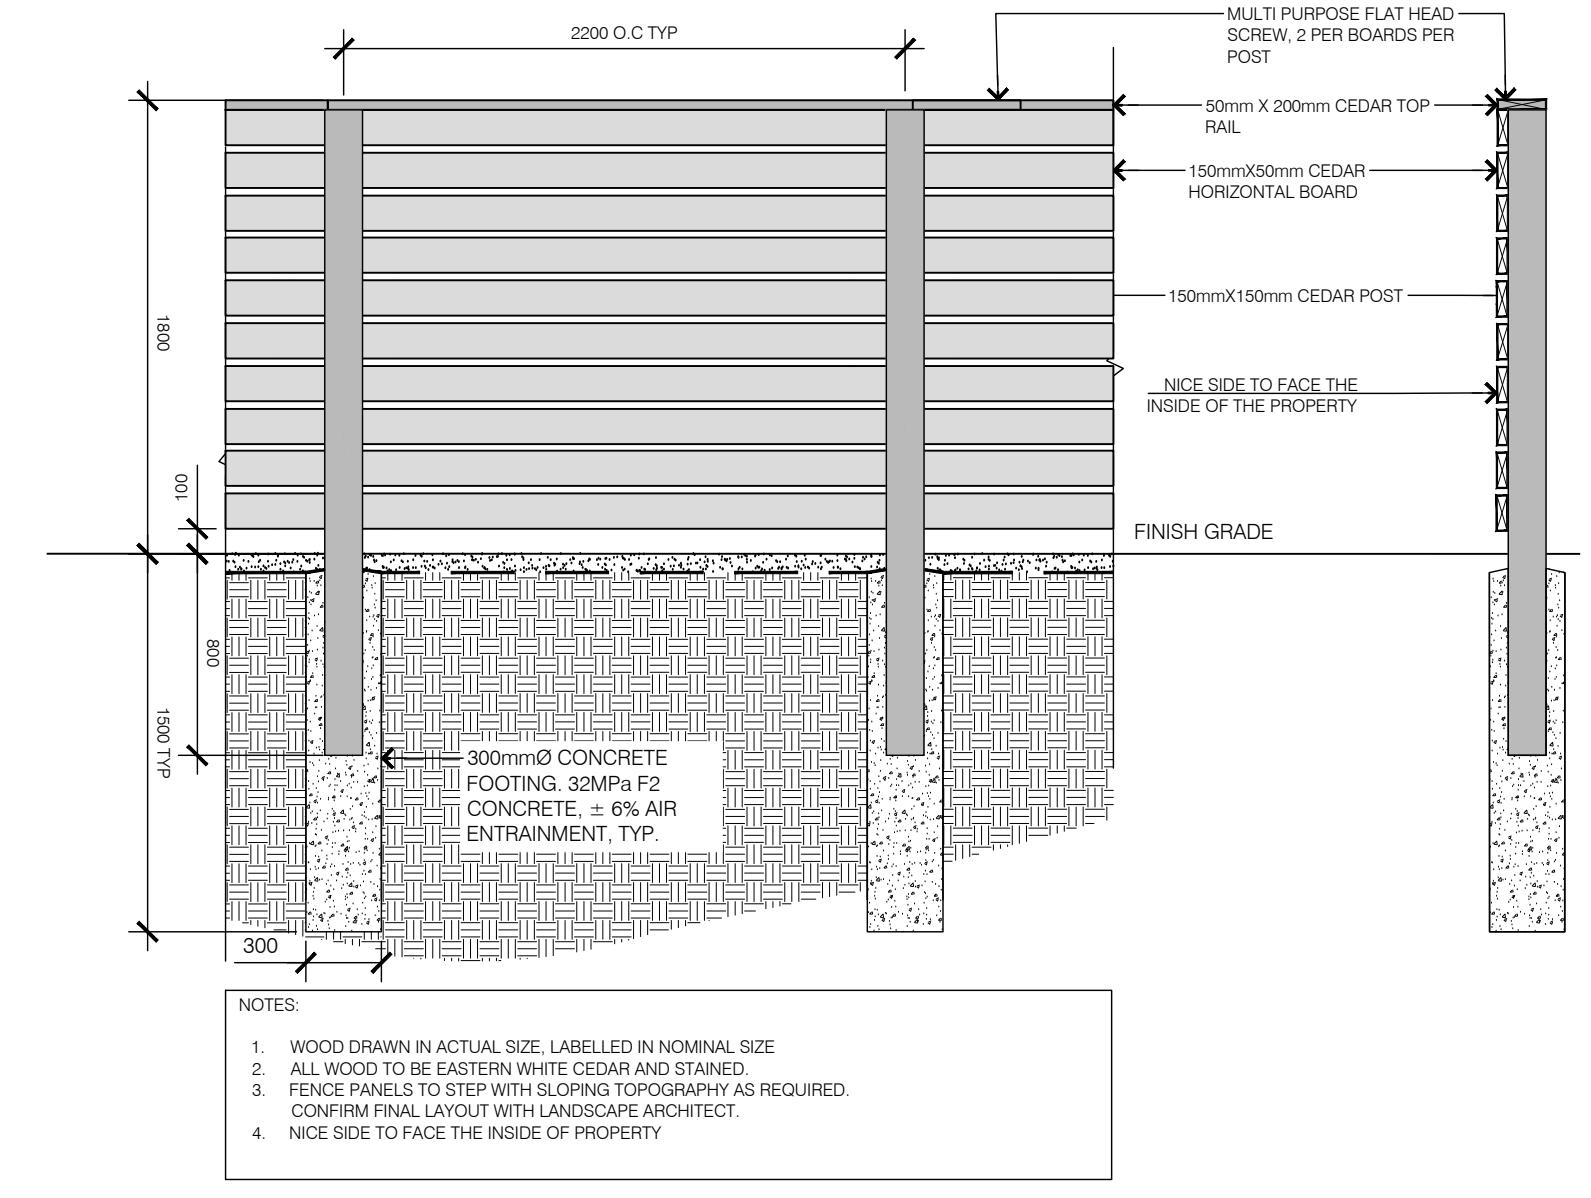 2200 O.C TYP
MULTI PURPOSE FLAT HEAD
SCREW, 2 PER BOARDS PER
POST
50mm X 200mm CEDAR TOP
RAIL
150mmX50mm CEDAR
HORIZONTAL BOARD
150mmX150mm CEDAR POST
1800
NICE SIDE TO FACE THE
INSIDE OF THE PROPERTY
100
FINISH GRADE
800
1500 TYP
300mmØ CONCRETE
FOOTING. 32MPa F2
CONCRETE, ± 6% AIR
ENTRAINMENT, TYP.
300
NOTES:
1. WOOD DRAWN IN ACTUAL SIZE, LABELLED IN NOMINAL SIZE
2. ALL WOOD TO BE EASTERN WHITE CEDAR AND STAINED.
3. FENCE PANELS TO STEP WITH SLOPING TOPOGRAPHY AS REQUIRED.
CONFIRM FINAL LAYOUT WITH LANDSCAPE ARCHITECT.
4. NICE SIDE TO FACE THE INSIDE OF PROPERTY